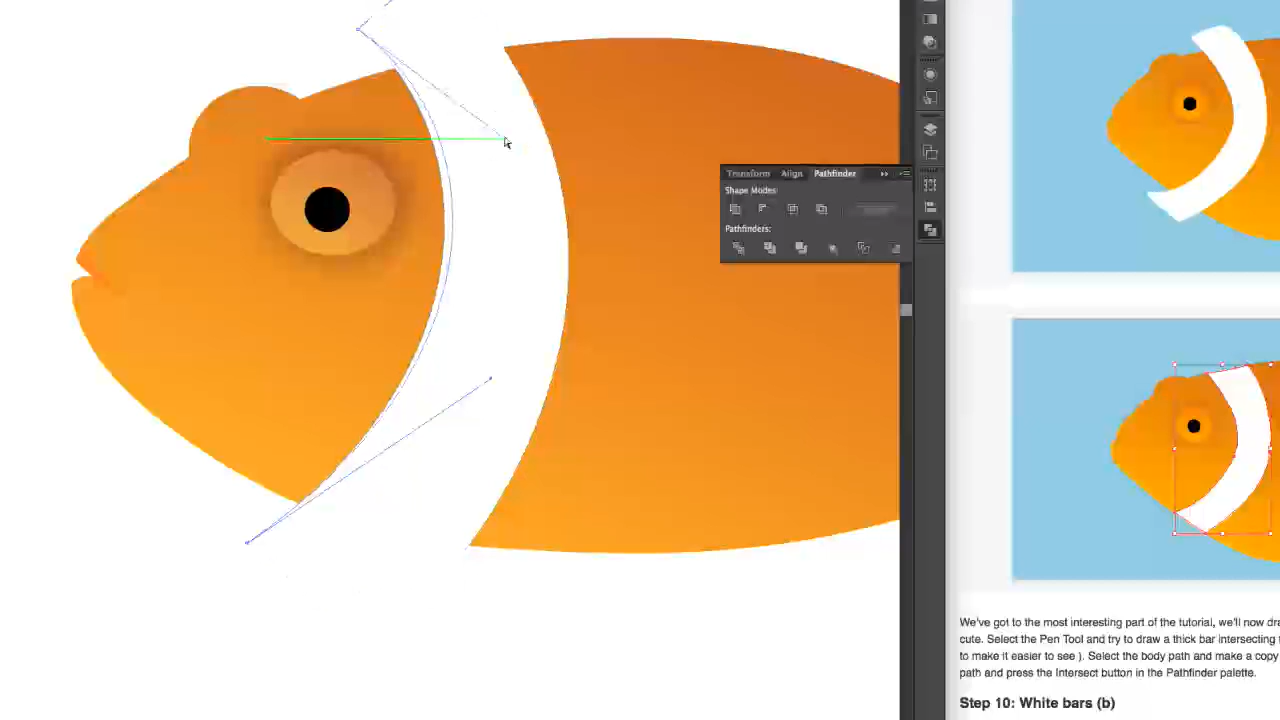 Transform Align Pathfinder
Shape Modes:
Pathfinders:
We've got to the most interesting part of the tutorial, we'll now
cute. Select the Pen Tool and try to draw a thick bar intersecting
to make it easier to see ). Select the body path and make a copy
path and press the Intersect button in the Pathfinder palette.
Step 10: White bars (b)